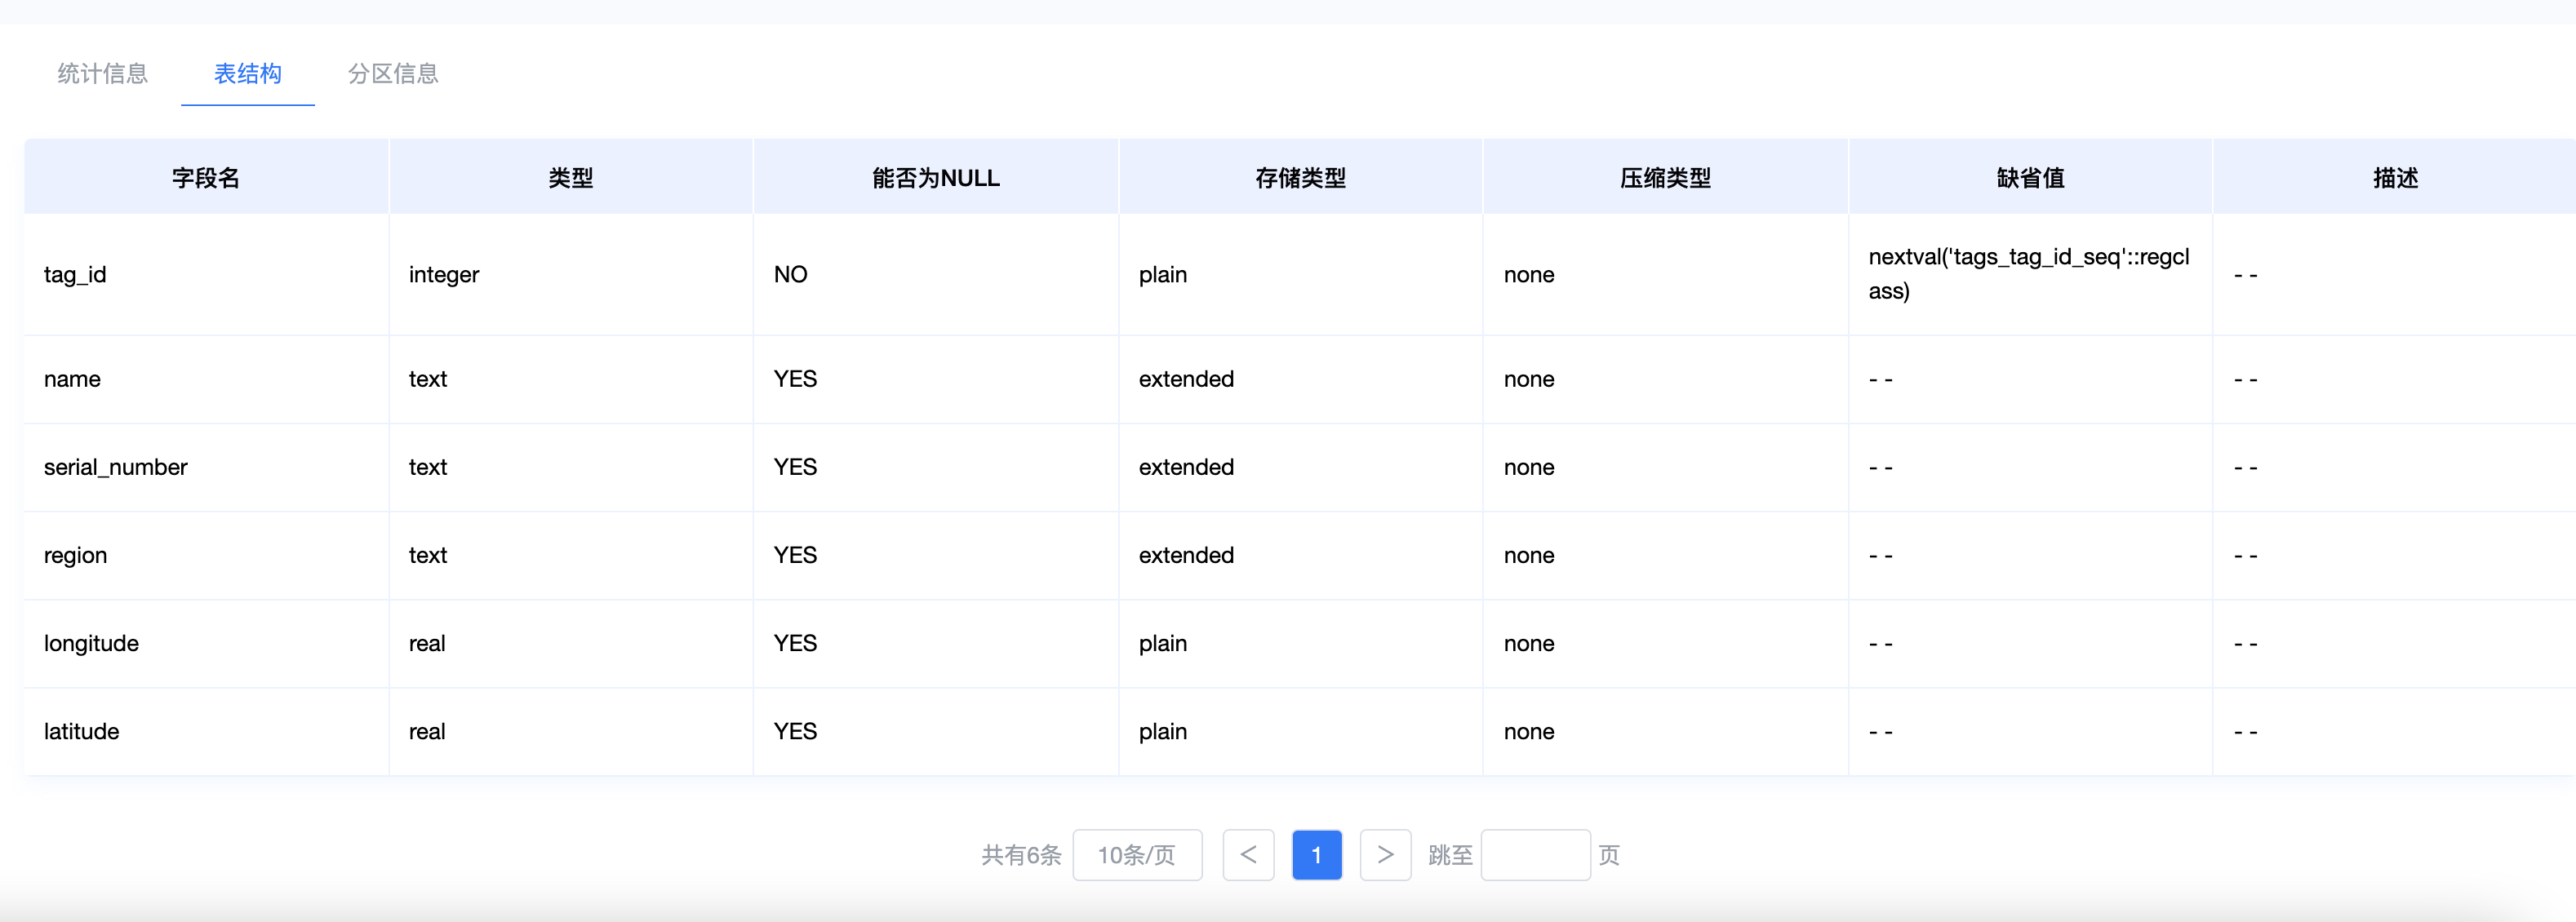 统计信息 表结构 分区信息
字段名 类型 能否为NULL 存储类型 压缩类型 缺省值 描述
tag_id integer NO plain none nextval('tags_tag_id_seq'::regcl - -
ass)
name text YES extended none - - - -
serial_number text YES extended none - - - -
region text YES extended none - - - -
longitude real YES plain none - - - -
latitude real YES plain none - - - -
共有6条 10条/页 < 1 > 跳至 页